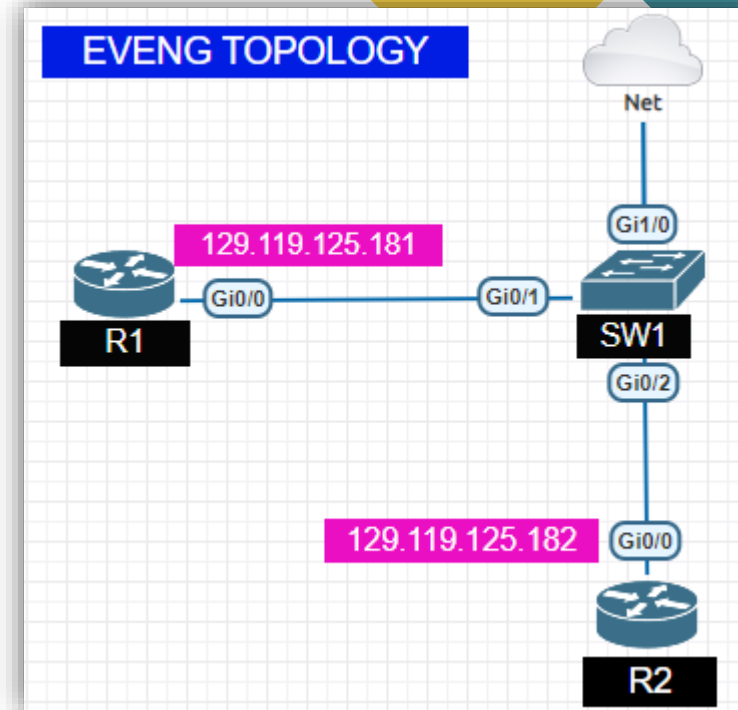 EVENG TOPOLOGY
Net
Gi1/0
129.119.125.181
Gi0/0
Gi0/1
R1
SW1
Gi0/2
129.119.125.182
Gi0/0
R2